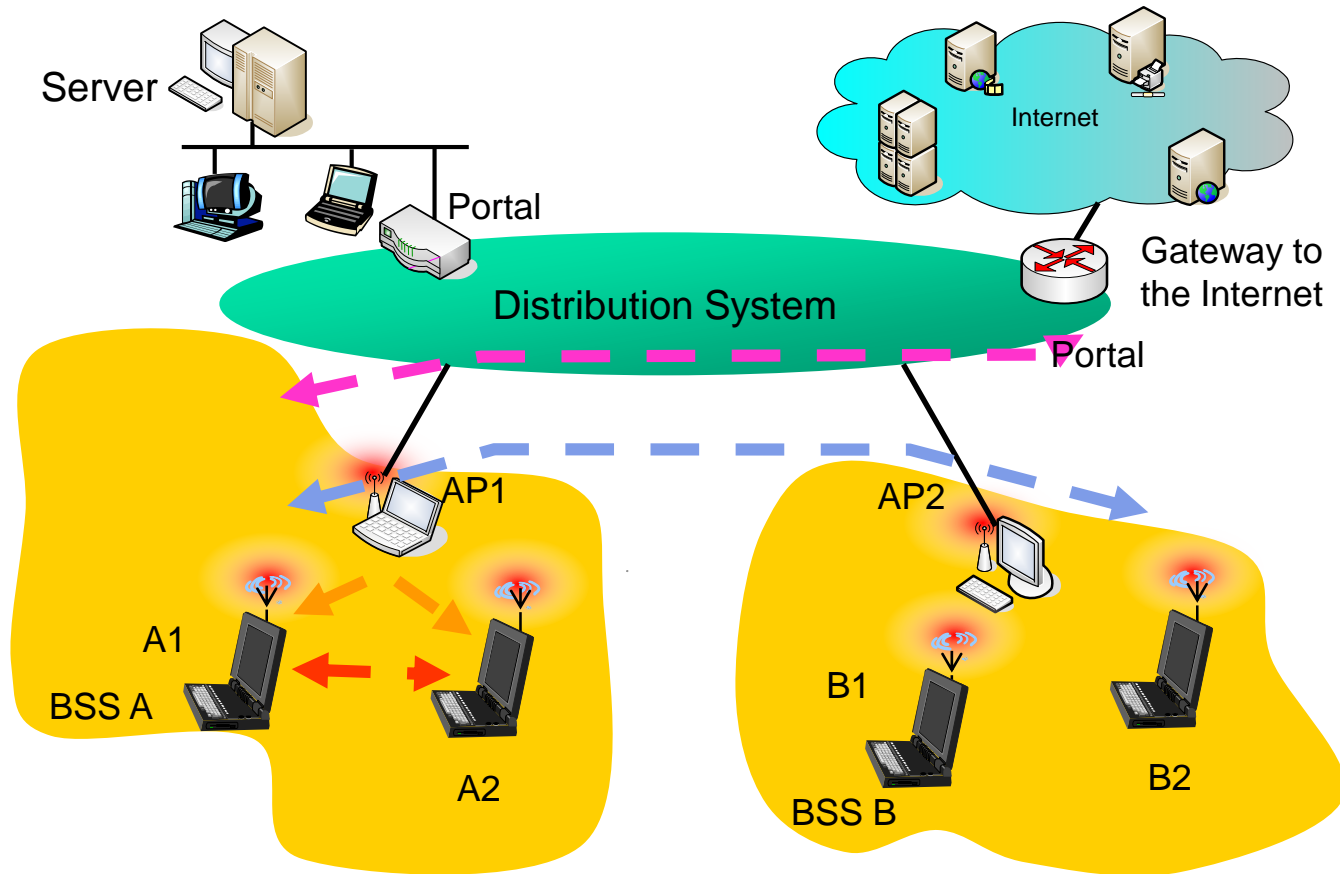 Server
Internet
Portal
Gateway to
the Internet
Distribution System
Portal
AP1
AP2
A1
BSS A
A2
B1
B2
BSS B